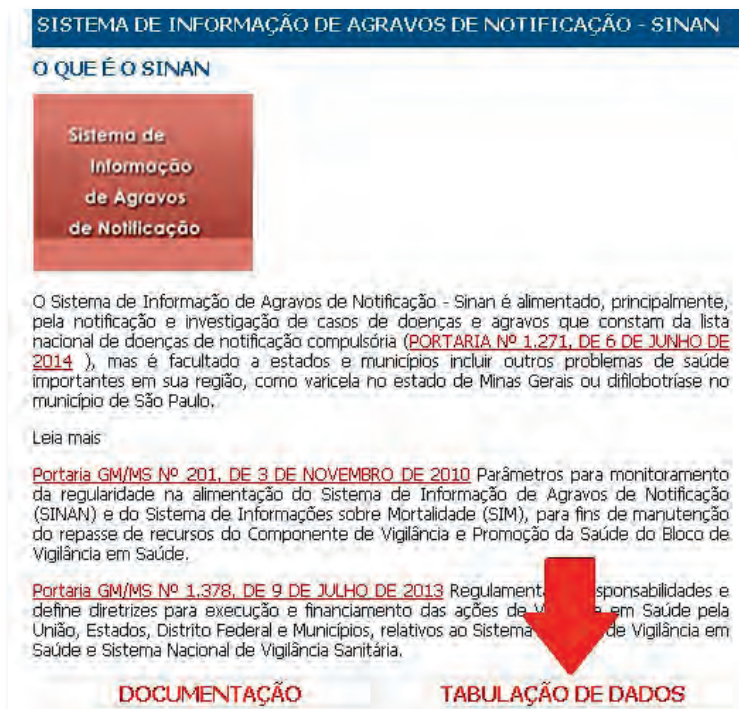 SISTEMA DE INFORMAÇÃO DE AGRAVOS DE NOTIFICAÇÃO - SINAN
O QUE É O SINAN
Sistema de
Informação
de Agravos
de Notificação
O Sistema de Informação de Agravos de Notificação - Sinan é alimentado, principalmente,
pela notificação e investigação de casos de doenças e agravos que constam da lista
nacional de doenças de notificação compulsória (PORTARIA Nº 1.271, DE 6 DE JUNHO DE
2014 ), mas é facultado a estados e municípios incluir outros problemas de saúde
importantes em sua região, como varicela no estado de Minas Gerais ou difilobotríase no
município de São Paulo.
Leia mais
Portaria GM/MS Nº 201, DE 3 DE NOVEMBRO DE 2010 Parâmetros para monitoramento
da regularidade na alimentação do Sistema de Informação de Agravos de Notificação
(SINAN) e do Sistema de Informações sobre Mortalidade (SIM), para fins de manutenção
do repasse de recursos do Componente de Vigilância e Promoção da Saúde do Bloco de
Vigilância em Saúde.
Portaria GM/MS Nº 1.378, DE 9 DE JULHO DE 2013 e
define diretrizes para execução e financiamento das ações de em Saúde pela
União, Estados, Distrito Federal e Municípios, relativos ao Sistema de Vigilância em
Saúde e Sistema Nacional de Vigilância Sanitária.
DOCUMENTAÇÃO TABULAÇÃO DE DADOS